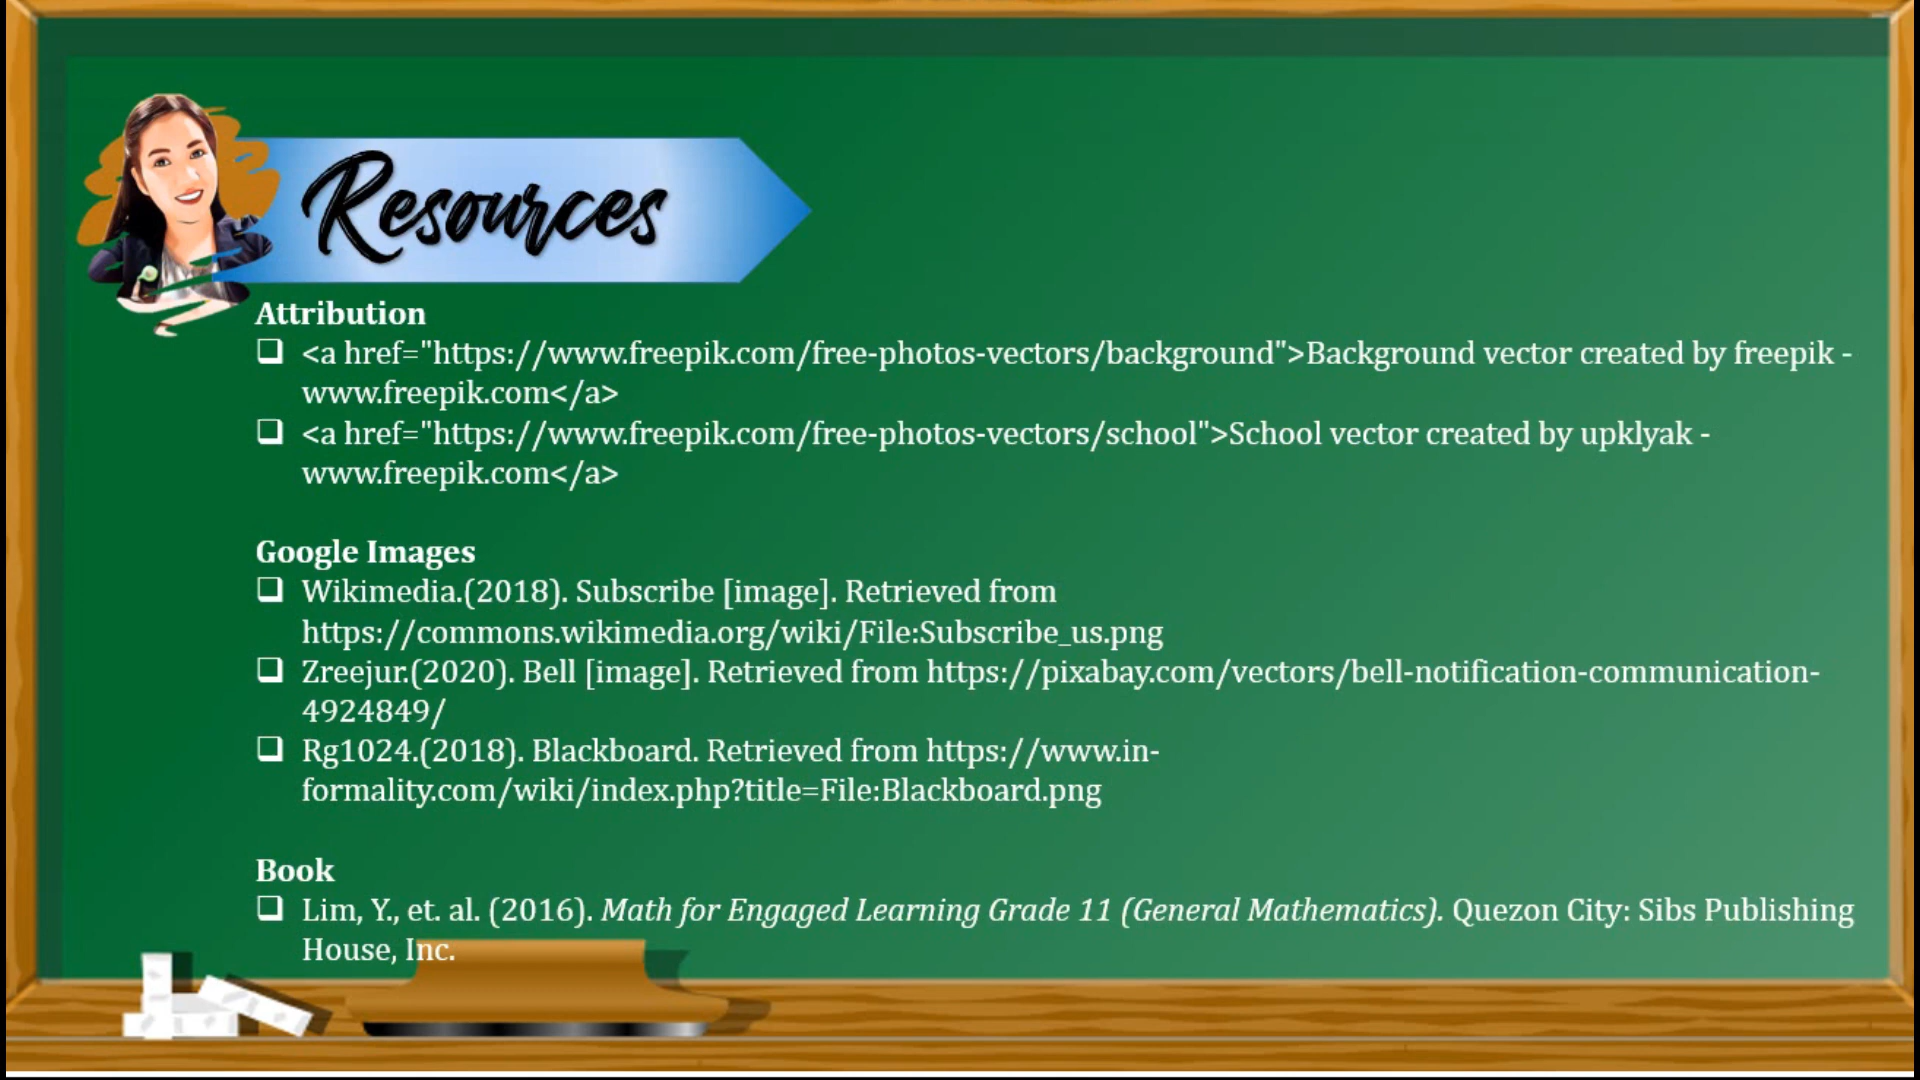 Resources
Attribution
❑ <a href="https://www.freepik.com/free-photos-vectors/background">Background vector created by freepik -
www.freepik.com</a>
❑ <a href="https://www.freepik.com/free-photos-vectors/school">School vector created by upklyak -
www.freepik.com</a>
Google Images
❑ Wikimedia.(2018). Subscribe [image]. Retrieved from
https://commons.wikimedia.org/wiki/File:Subscribe_us.png
❑ Zreejur.(2020). Bell [image]. Retrieved from https://pixabay.com/vectors/bell-notification-communication-
4924849/
❑ Rg1024.(2018). Blackboard. Retrieved from https://www.in-
formality.com/wiki/index.php?title=File:Blackboard.png
Book
❑ Lim, Y., et. al. (2016). Math for Engaged Learning Grade 11 (General Mathematics). Quezon City: Sibs Publishing
House, Inc.